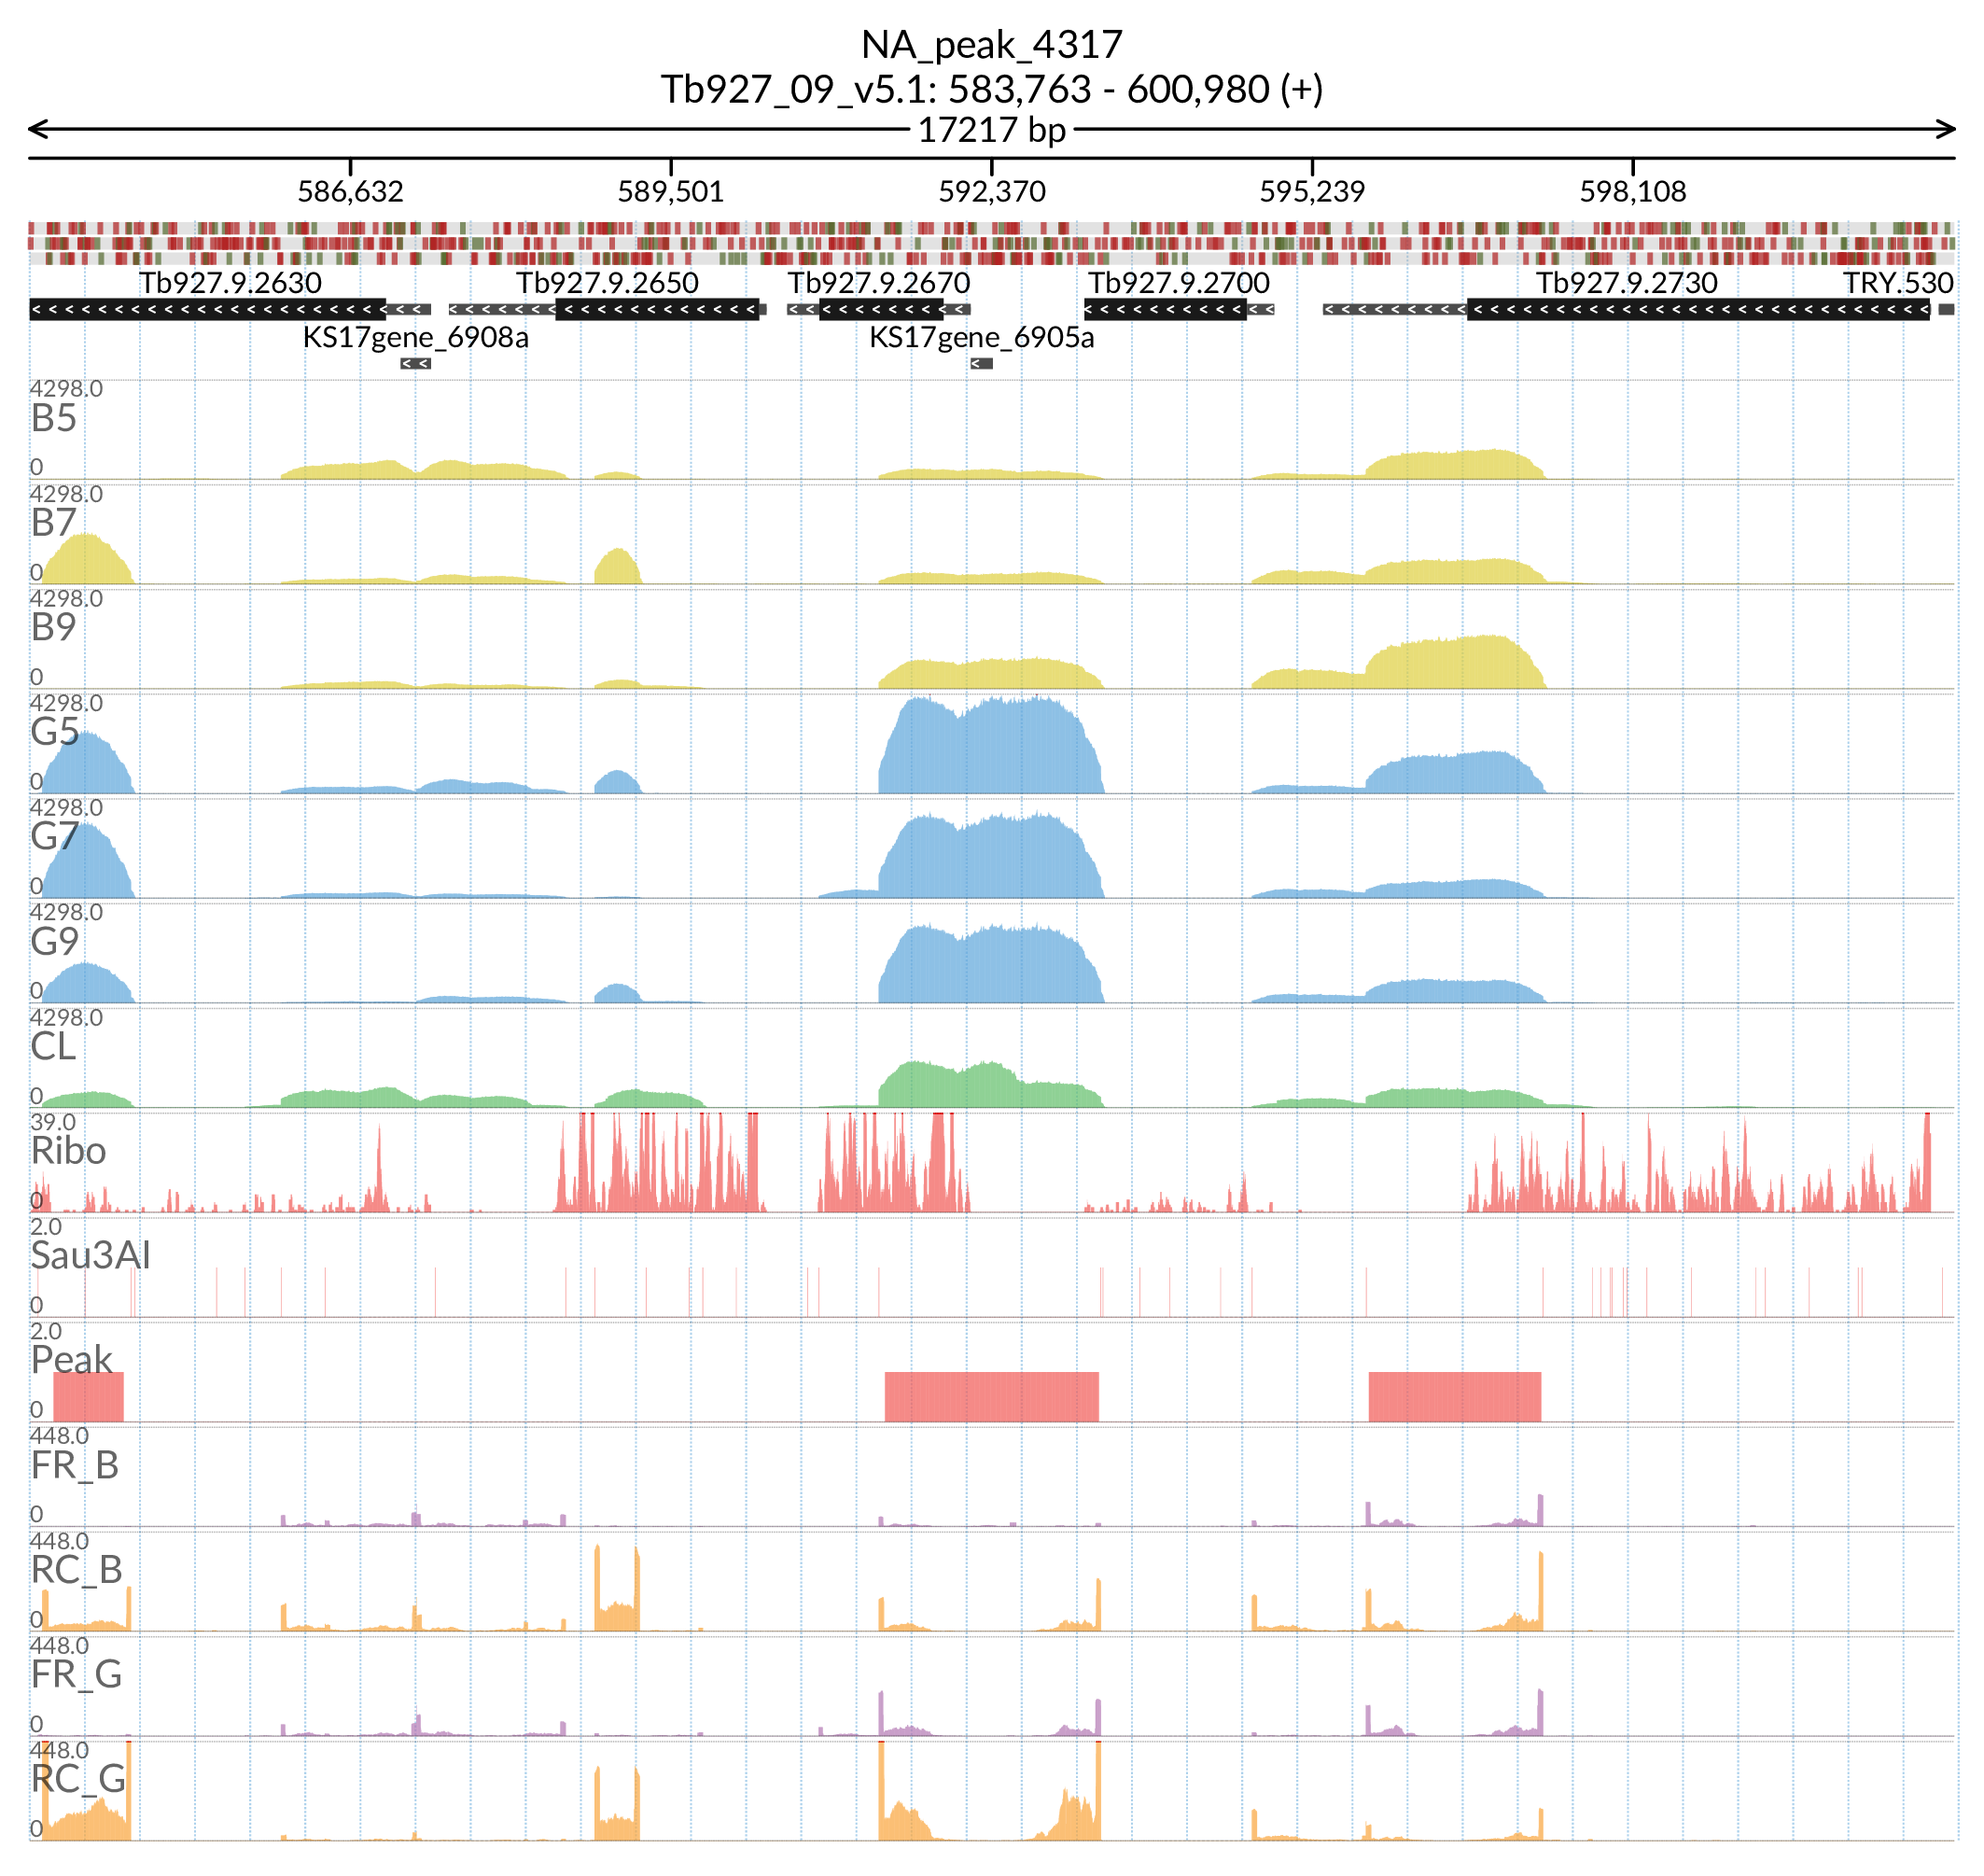 NA_peak_4317
Tb927_09_v5.1: 583,763 - 600,980 (+)
17217 bp
586,632 589,501 592,370 595,239 598,108
Tb927.9.2630 Tb927.9.2650 Tb927.9.2670 Tb927.9.2700 Tb927.9.2730 TRY.530
KS17gene_6908a KS17gene_6905a
4298.0
B5
0
4298.0
B7
0
4298.0
B9
0
4298.0
G5
0
4298.0
G7
0
4298.0
G9
0
4298.0
CL
0
39.0
Ribo
0
2.0
Sau3AI
0
2.0
Peak
0
448.0
FR_B
0
448.0
RC_B
0
448.0
FR_G
0
448.0
RC_G
0